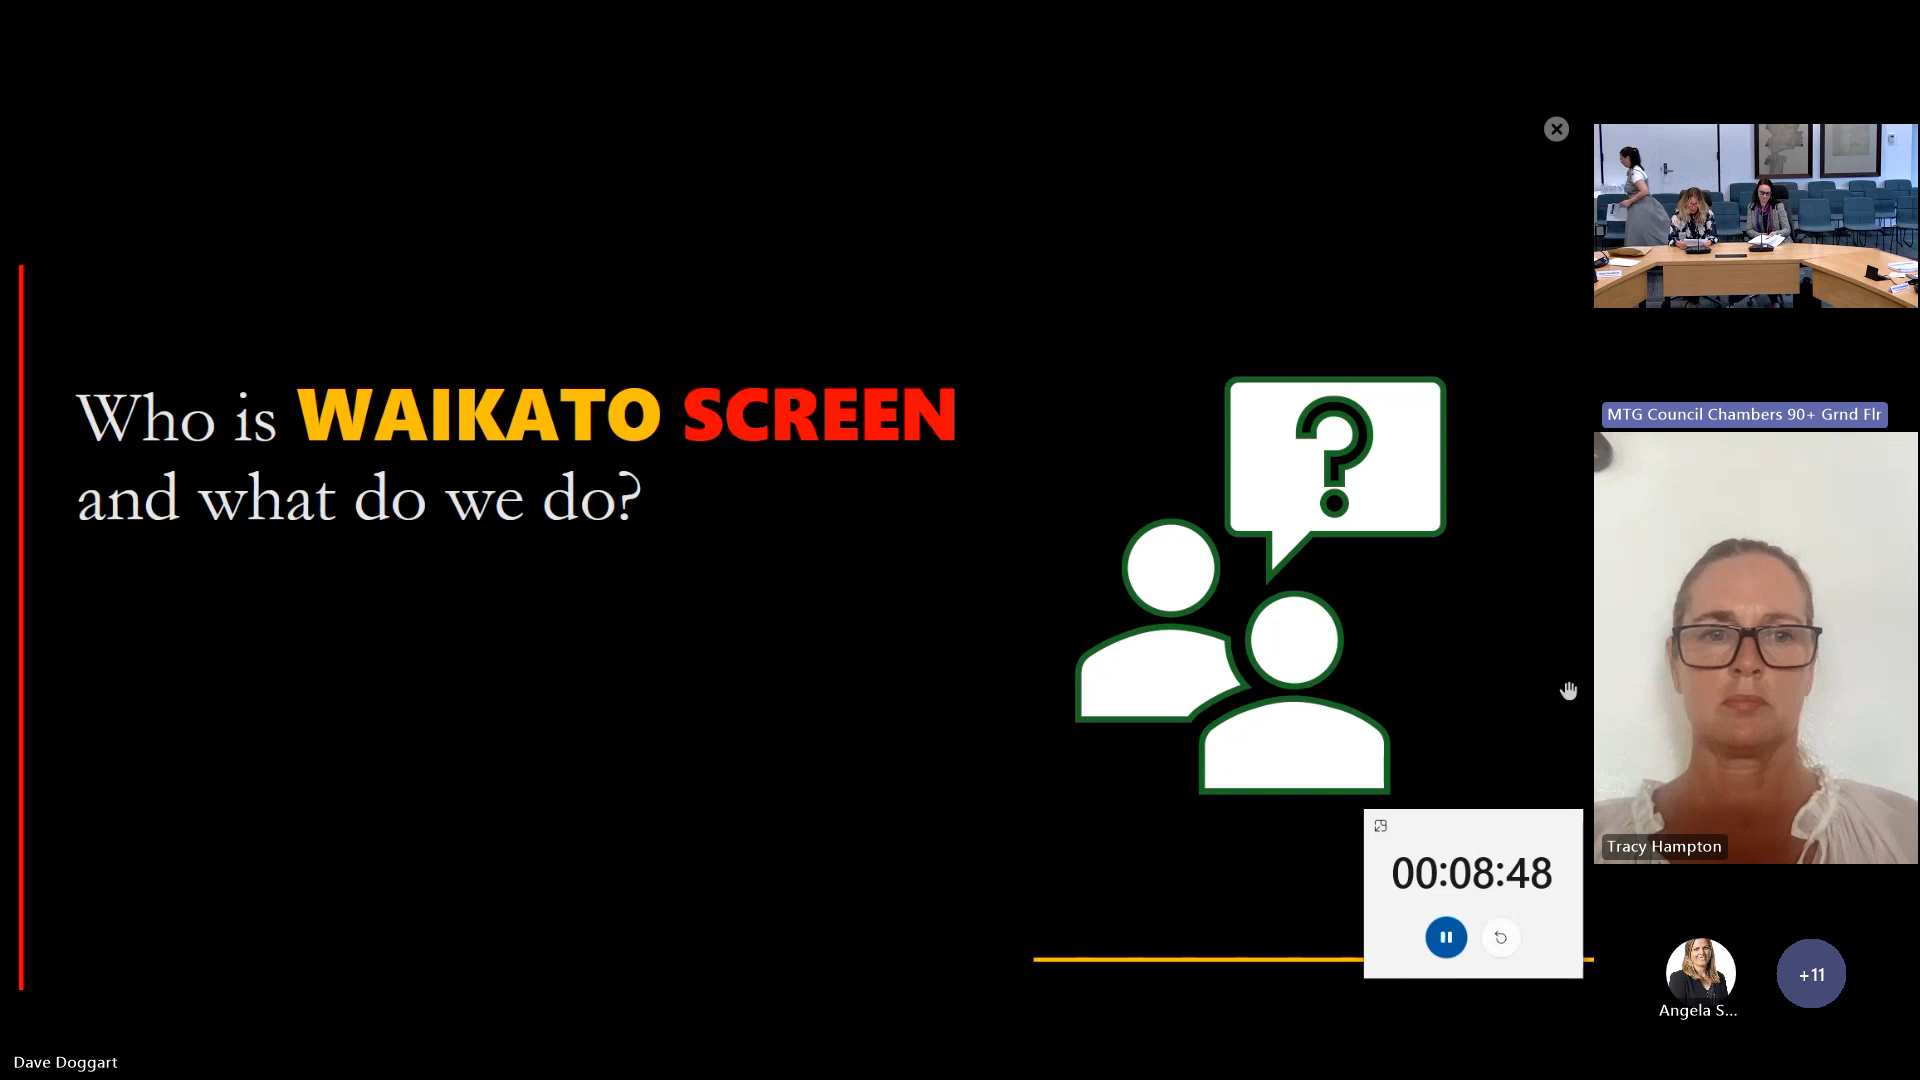 Who is WAIKATO SCREEN
and what do we do?
?
00:08:48
MTG Council Chambers 90+ Grnd Flr
Tracy Hampton
Angela S...
+11
Dave Doggart